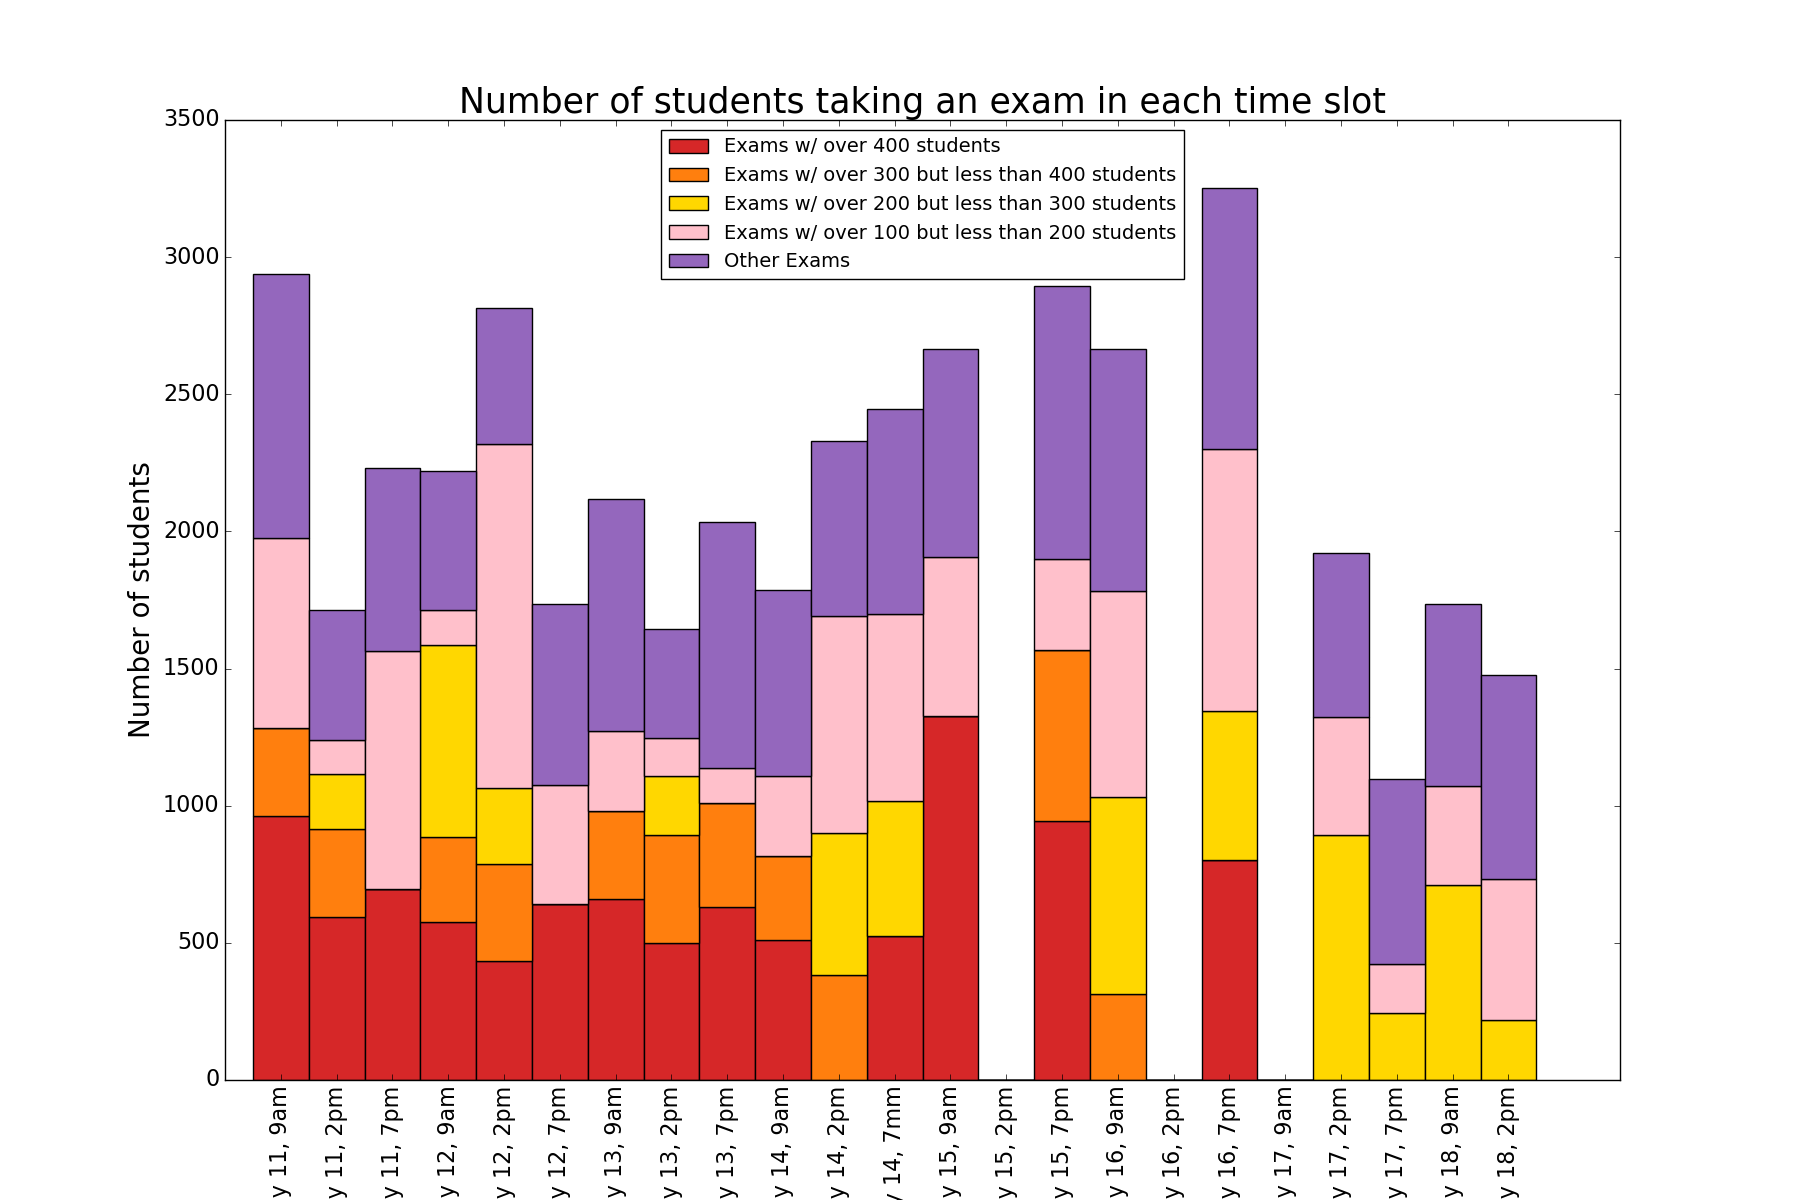 Number of students taking an exam in each time slot
Exams w/ over 400 students
Exams w/ over 300 but less than 400 students
Exams w/ over 200 but less than 300 students
Exams w/ over 100 but less than 200 students
Other Exams
Number of students
3500
3000
2500
2000
1500
1000
500
0
y 11, 9am
y 11, 2pm
y 11, 7pm
y 12, 9am
y 12, 2pm
y 12, 7pm
y 13, 9am
y 13, 2pm
y 13, 7pm
y 14, 9am
y 14, 2pm
y 14, 7mm
y 15, 9am
y 15, 2pm
y 15, 7pm
y 16, 9am
y 16, 2pm
y 16, 7pm
y 17, 9am
y 17, 2pm
y 17, 7pm
y 18, 9am
y 18, 2pm